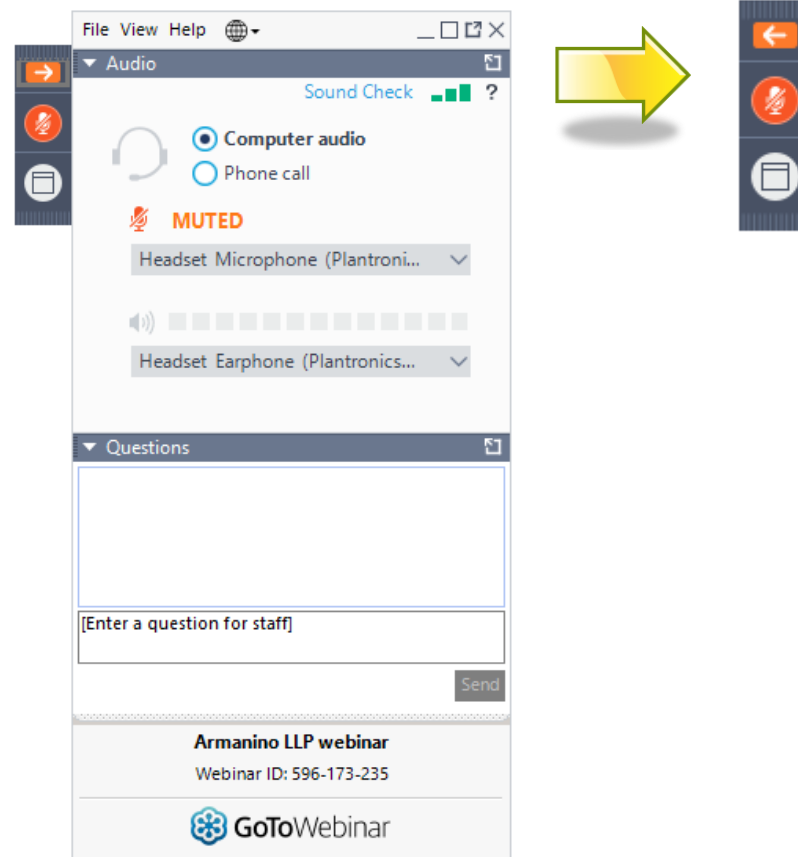 File View Help
Audio
Sound Check ?
Computer audio
Phone call
MUTED
Headset Microphone (Plantroni...
Headset Earphone (Plantronics...
Questions
[Enter a question for staff]
Send
Armanino LLP webinar
Webinar ID: 596-173-235
GoToWebinar